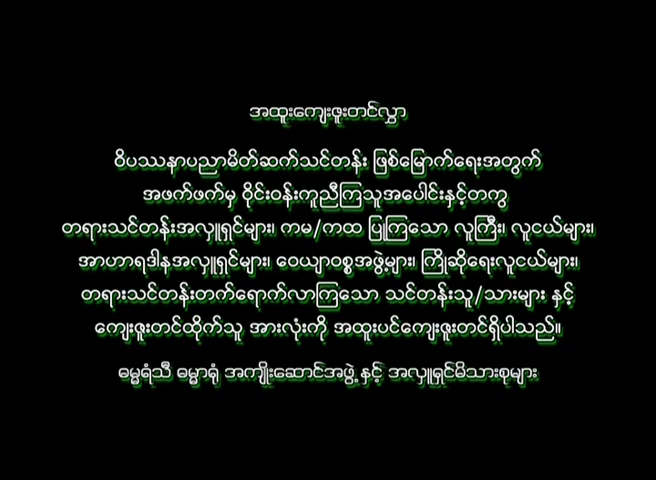 အထူးကျေးဇူးတင်လွှာ
ဝိပဿနာပညာမိတ်ဆက်သင်တန်း ဖြစ်မြောက်ရေးအတွက်
အဖက်ဖက်မှ ဝိုင်းဝန်းကူညီကြသူအပေါင်းနှင့်တကွ
တရားသင်တန်းအလှူရှင်များ၊ ကမ/ကထ ပြုကြသော လူကြီး၊ လူငယ်များ၊
အာဟာရဒါနအလှူရှင်များ၊ ဝေယျာဝစ္စအဖွဲ့များ၊ ကြိုဆိုရေးလူငယ်များ၊
တရားသင်တန်းတက်ရောက်လာကြသော သင်တန်းသူ/သားများ နှင့်
ကျေးဇူးတင်ထိုက်သူ အားလုံးကို အထူးပင်ကျေးဇူးတင်ရှိပါသည်။
ဓမ္မရံသီ ဓမ္မာရုံ အကျိုးဆောင်အဖွဲ့ နှင့် အလှူရှင်မိသားစုများ